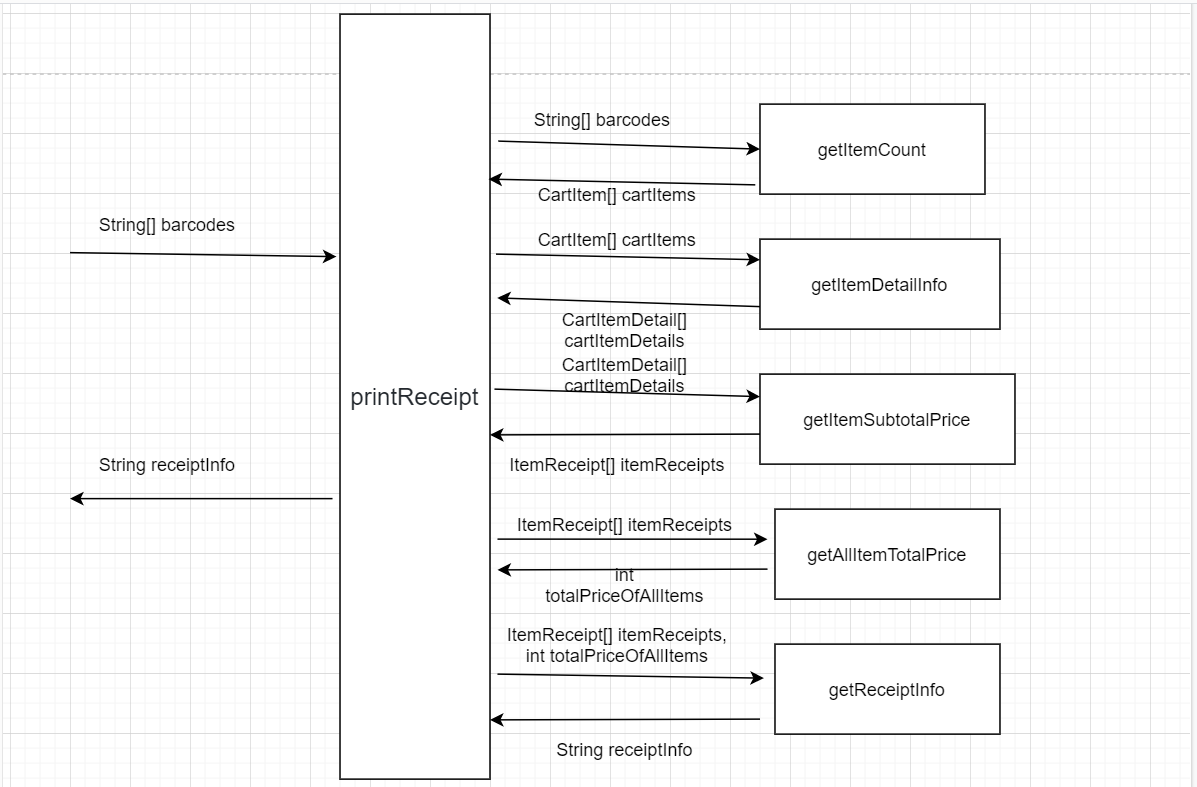 String[] barcodes
getItemCount
CartItem[] cartItems
String[] barcodes
CartItem[] cartItems
getItemDetailInfo
CartItemDetail[]
cartItemDetails
CartItemDetail[]
cartItemDetails
printReceipt
getItemSubtotalPrice
String receiptInfo
ItemReceipt[] itemReceipts
ItemReceipt[] itemReceipts
getAllItemTotalPrice
int
totalPriceOfAllItems
ItemReceipt[] itemReceipts,
int totalPriceOfAllItems
getReceiptInfo
String receiptInfo